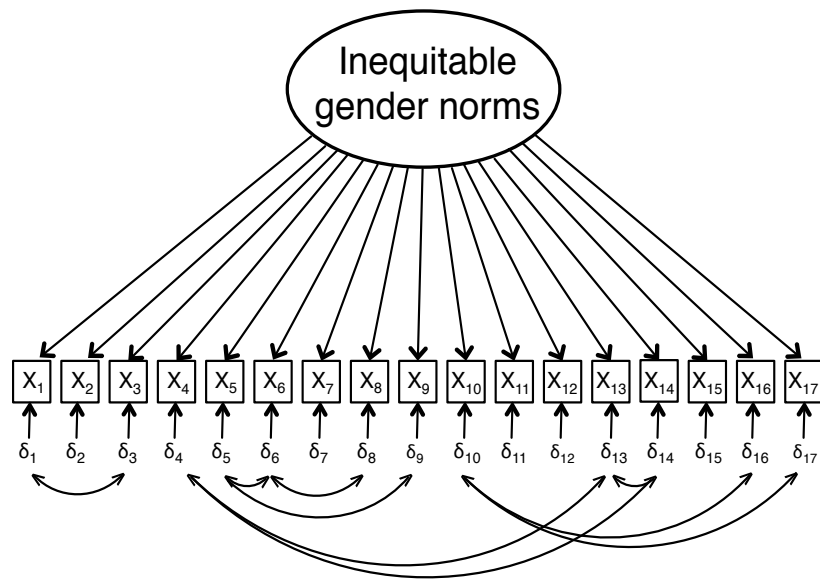 Inequitable
gender norms
X₁ X₂ X₃ X₄ X₅ X₆ X₇ X₈ X₉ X₁₀ X₁₁ X₁₂ X₁₃ X₁₄ X₁₅ X₁₆ X₁₇
δ₁ δ₂ δ₃ δ₄ δ₅ δ₆ δ₇ δ₈ δ₉ δ₁₀ δ₁₁ δ₁₂ δ₁₃ δ₁₄ δ₁₅ δ₁₆ δ₁₇